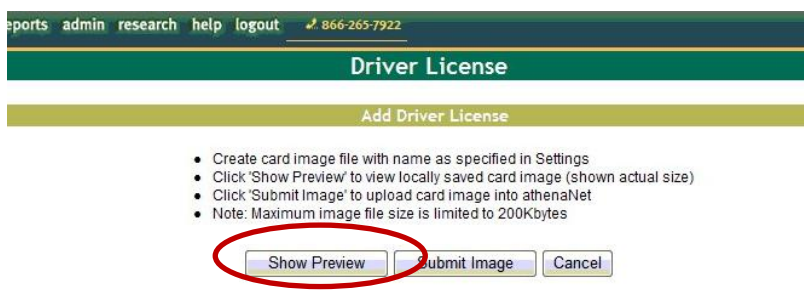 eports admin research help logout 866-265-7922
Driver License
Add Driver License
• Create card image file with name as specified in Settings
• Click 'Show Preview' to view locally saved card image (shown actual size)
• Click 'Submit Image' to upload card image into athenaNet
• Note: Maximum image file size is limited to 200Kbytes
Show Preview Submit Image Cancel